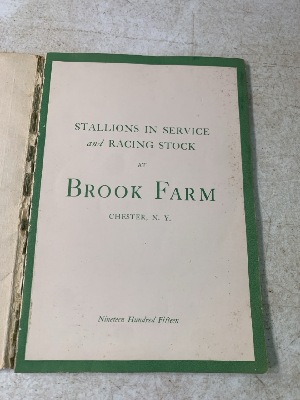 STALLIONS IN SERVICE
and RACING STOCK
AT
BROOK FARM
CHESTER, N. Y.
Nineteen Hundred Fifteen